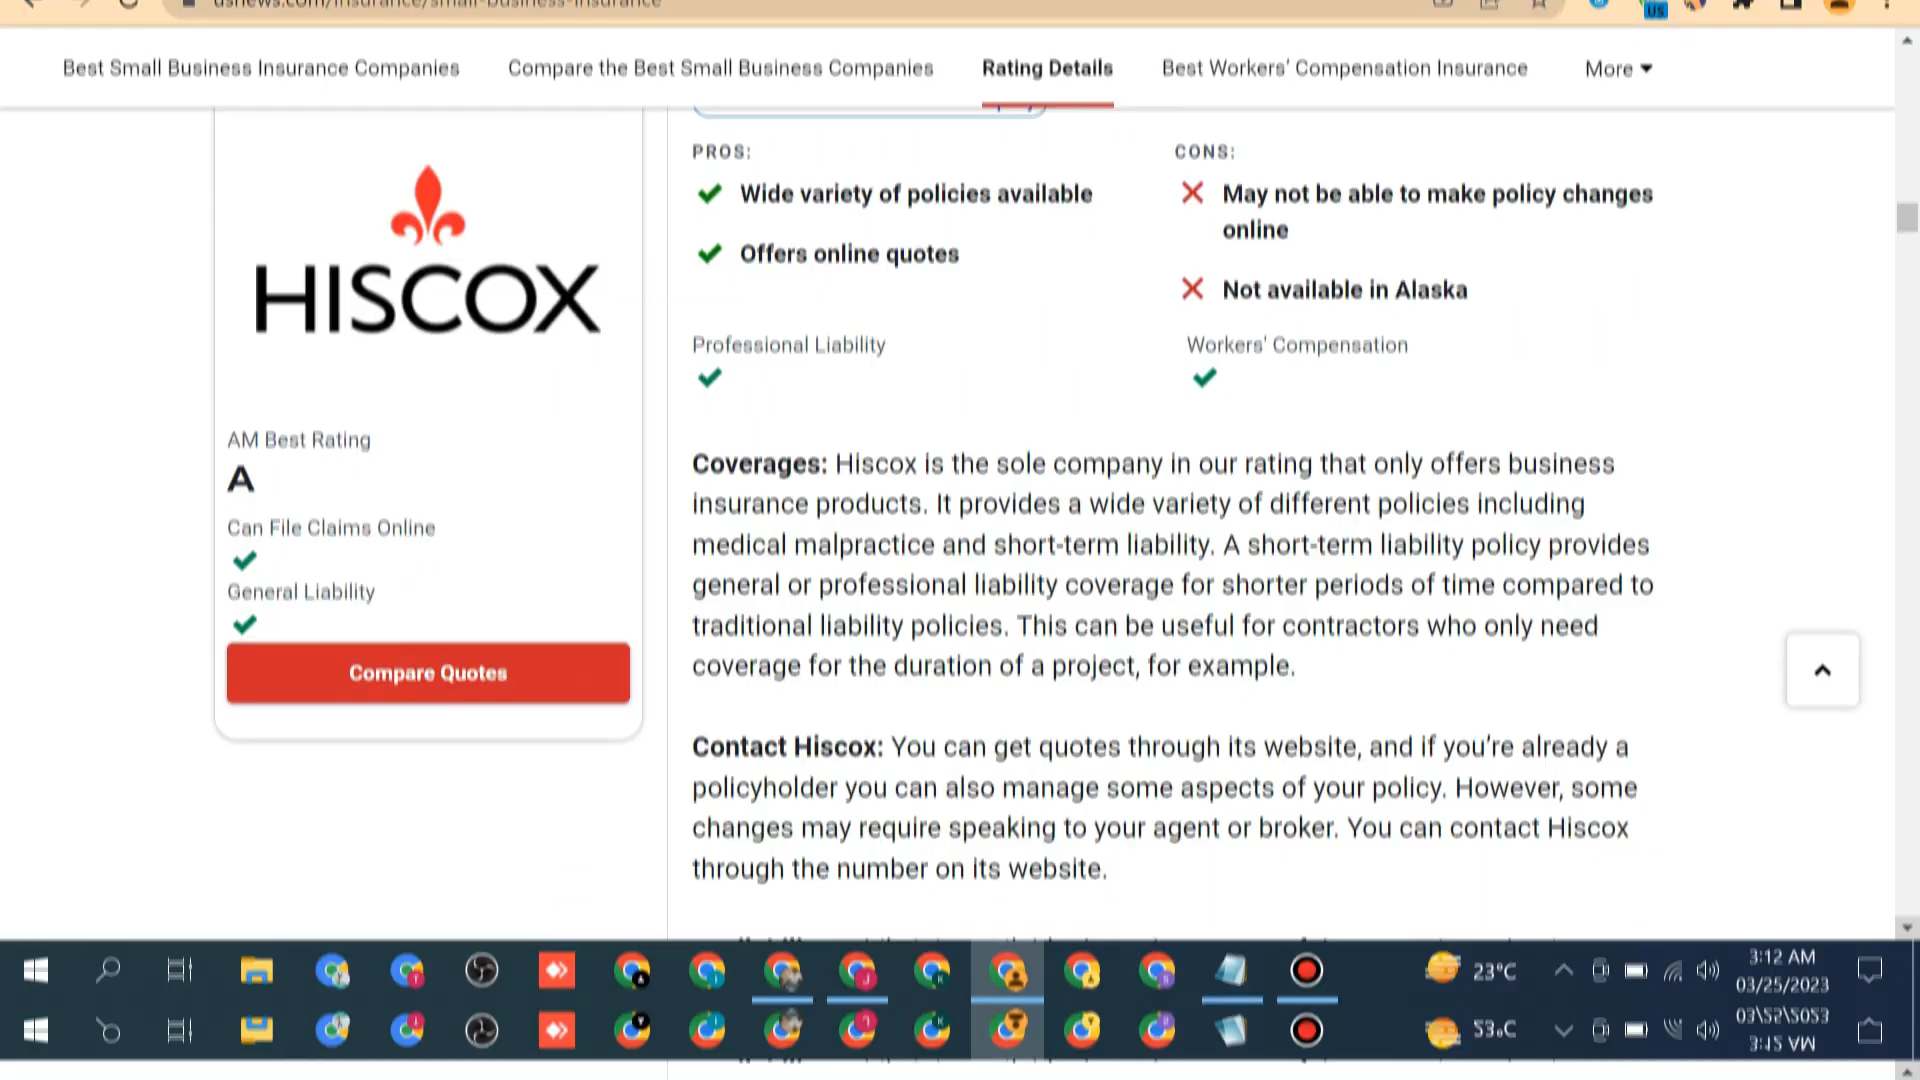 usnews.com/insurance/small-business-insurance
US
Best Small Business Insurance Companies
Compare the Best Small Business Companies
Rating Details
Best Workers' Compensation Insurance
More
HISCOX
AM Best Rating
A
Can File Claims Online
General Liability
Compare Quotes
PROS:
Wide variety of policies available
Offers online quotes
CONS:
May not be able to make policy changes
online
Not available in Alaska
Professional Liability
Workers' Compensation
Coverages: Hiscox is the sole company in our rating that only offers business
insurance products. It provides a wide variety of different policies including
medical malpractice and short-term liability. A short-term liability policy provides
general or professional liability coverage for shorter periods of time compared to
traditional liability policies. This can be useful for contractors who only need
coverage for the duration of a project, for example.
Contact Hiscox: You can get quotes through its website, and if you're already a
policyholder you can also manage some aspects of your policy. However, some
changes may require speaking to your agent or broker. You can contact Hiscox
through the number on its website.
23°C
3:12 AM
03/25/2023